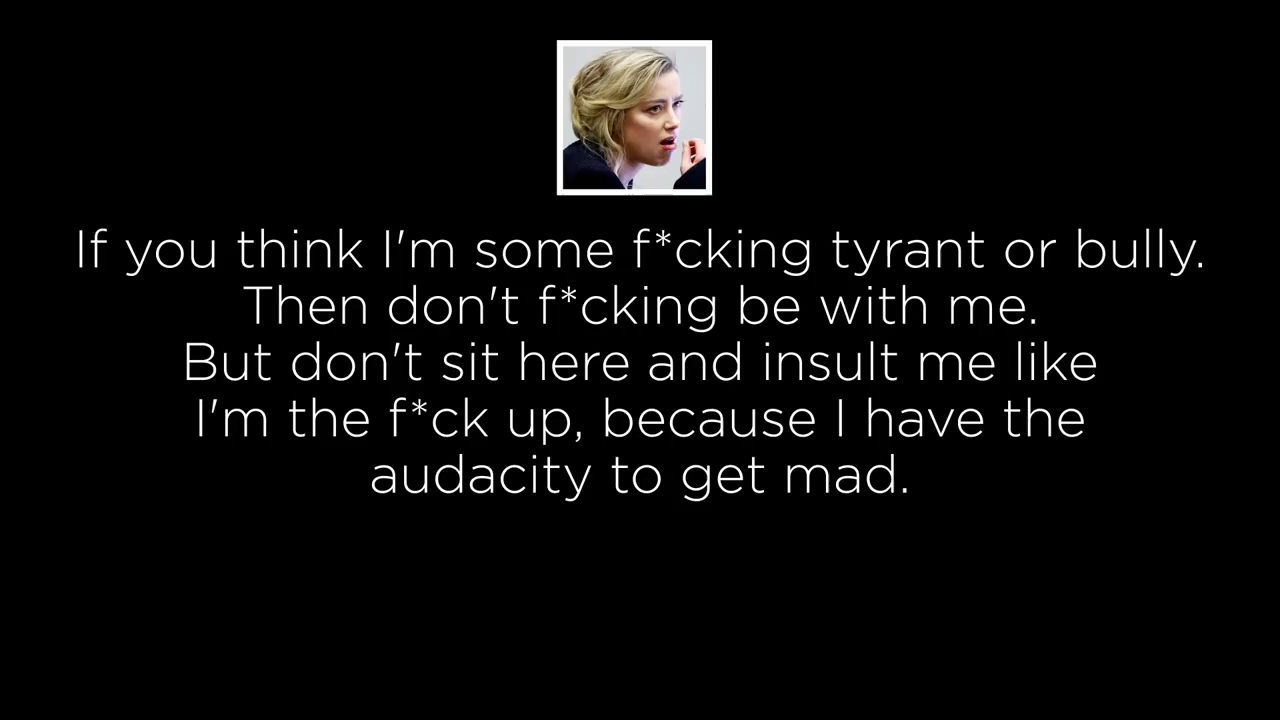 If you think I'm some f*cking tyrant or bully.
Then don't f*cking be with me.
But don't sit here and insult me like
I'm the f*ck up, because I have the
audacity to get mad.